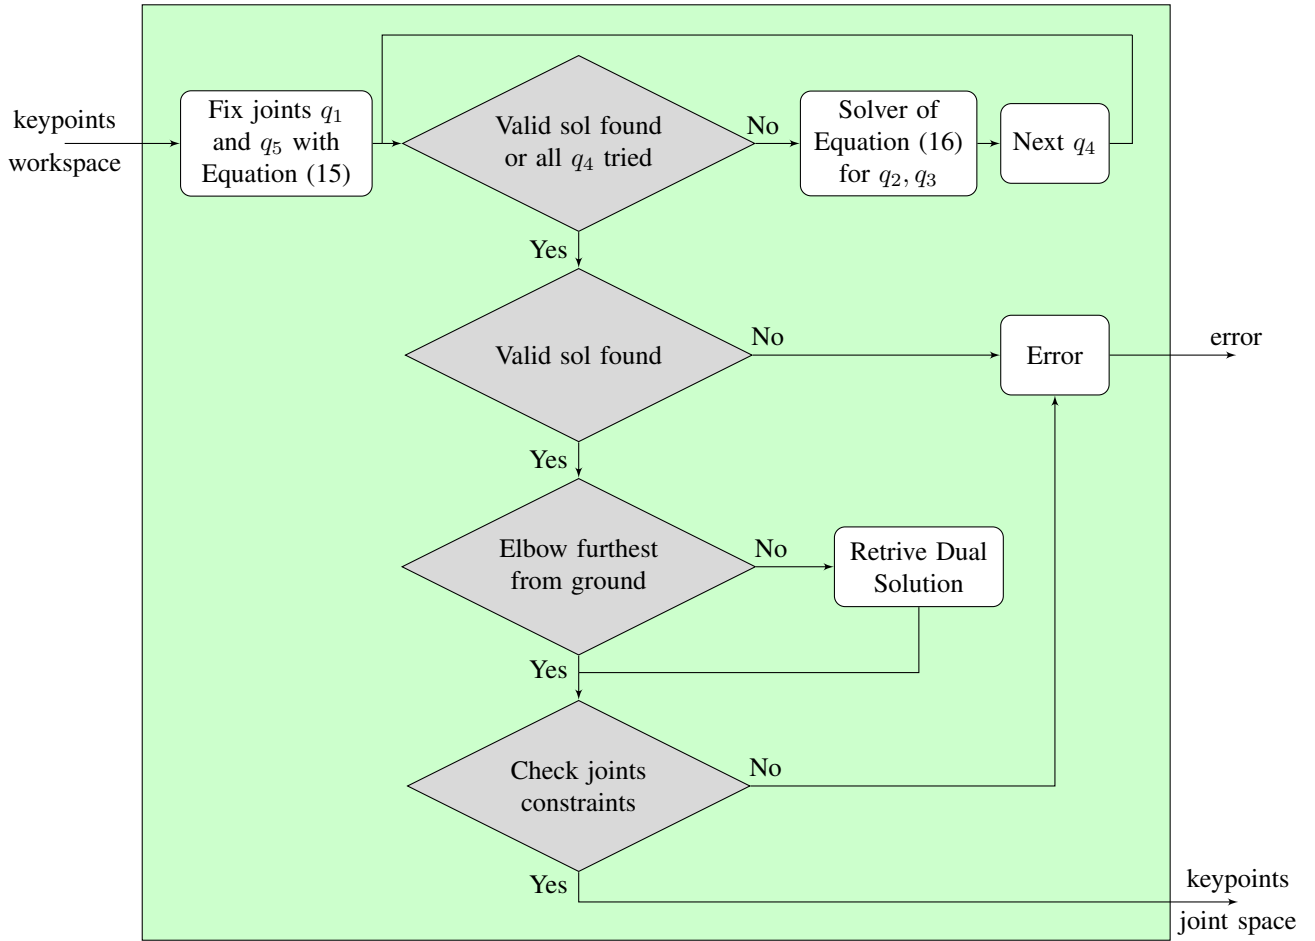 keypoints
workspace
Fix joints q₁
and q₅ with
Equation (15)
Valid sol found
or all q₄ tried
No
Solver of
Equation (16)
for q₂, q₃
Next q₄
Yes
Valid sol found
No
Error
error
Yes
Elbow furthest
from ground
No
Retrive Dual
Solution
Yes
Check joints
constraints
No
Yes
keypoints
joint space